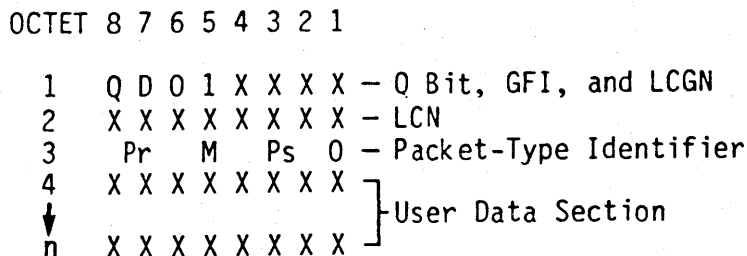 OCTET 8 7 6 5 4 3 2 1
1 Q D 0 1 X X X X – Q Bit, GFI, and LCGN
2 X X X X X X X X – LCN
3 Pr M Ps 0 – Packet-Type Identifier
4 X X X X X X X X
User Data Section
n X X X X X X X X